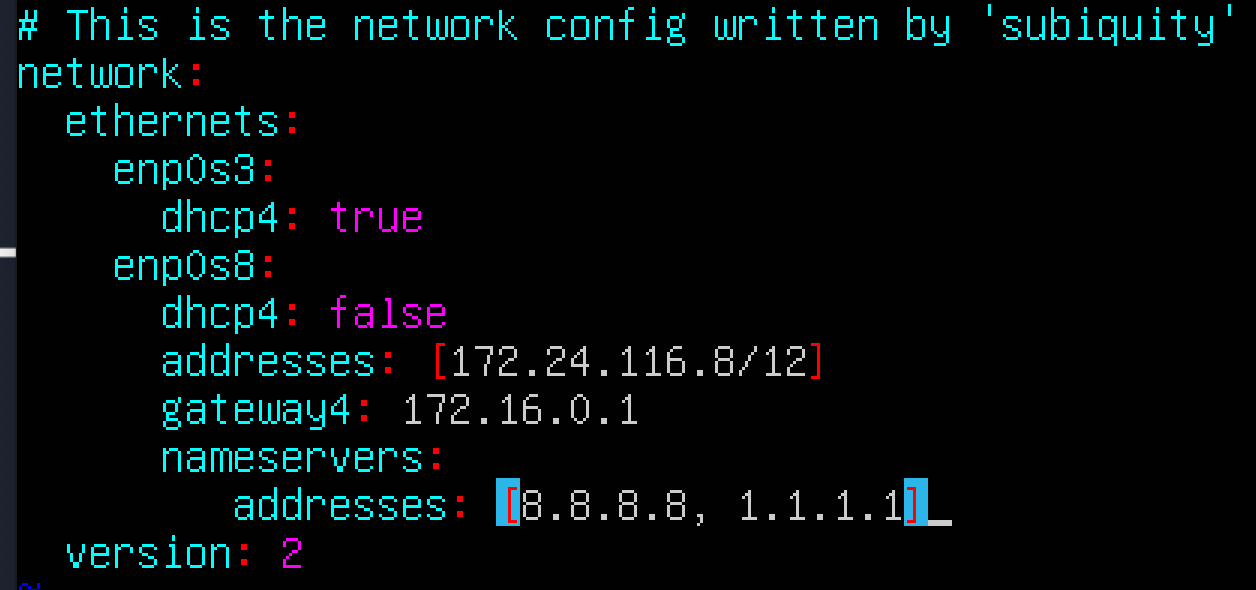 # This is the network config written by 'subiquity'
network:
  ethernets:
    enp0s3:
      dhcp4: true
    enp0s8:
      dhcp4: false
      addresses: [172.24.116.8/12]
      gateway4: 172.16.0.1
      nameservers:
         addresses: [8.8.8.8, 1.1.1.1]
  version: 2